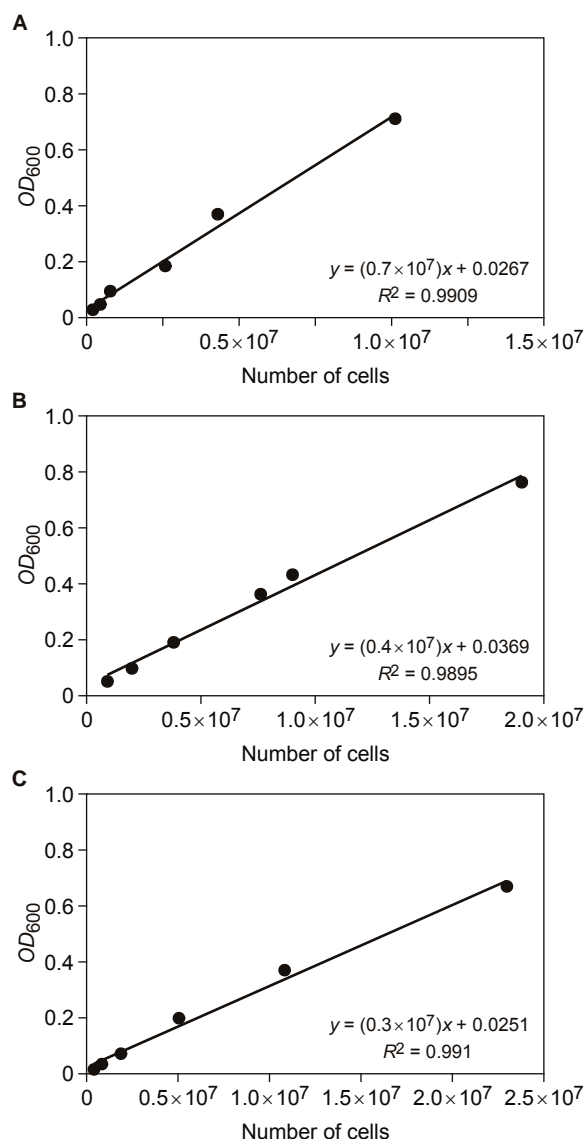 A
1.0
0.8
0.6
0.4
0.2
0
OD600
y = (0.7×10⁷)x + 0.0267
R² = 0.9909
0 0.5×10⁷ 1.0×10⁷ 1.5×10⁷
Number of cells
B
1.0
0.8
0.6
0.4
0.2
0
OD600
y = (0.4×10⁷)x + 0.0369
R² = 0.9895
0 0.5×10⁷ 1.0×10⁷ 1.5×10⁷ 2.0×10⁷
Number of cells
C
1.0
0.8
0.6
0.4
0.2
0
OD600
y = (0.3×10⁷)x + 0.0251
R² = 0.991
0 0.5×10⁷ 1.0×10⁷ 1.5×10⁷ 2.0×10⁷ 2.5×10⁷
Number of cells